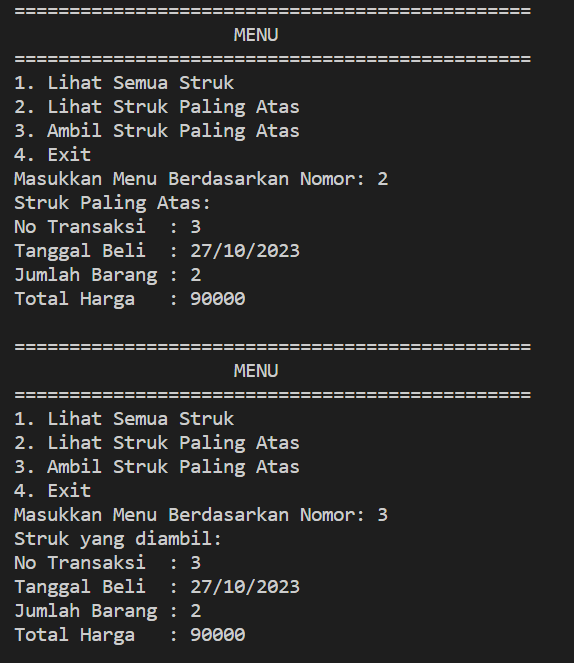 ===============================================
MENU
===============================================
1. Lihat Semua Struk
2. Lihat Struk Paling Atas
3. Ambil Struk Paling Atas
4. Exit
Masukkan Menu Berdasarkan Nomor: 2
Struk Paling Atas:
No Transaksi  : 3
Tanggal Beli  : 27/10/2023
Jumlah Barang : 2
Total Harga   : 90000
===============================================
MENU
===============================================
1. Lihat Semua Struk
2. Lihat Struk Paling Atas
3. Ambil Struk Paling Atas
4. Exit
Masukkan Menu Berdasarkan Nomor: 3
Struk yang diambil:
No Transaksi  : 3
Tanggal Beli  : 27/10/2023
Jumlah Barang : 2
Total Harga   : 90000